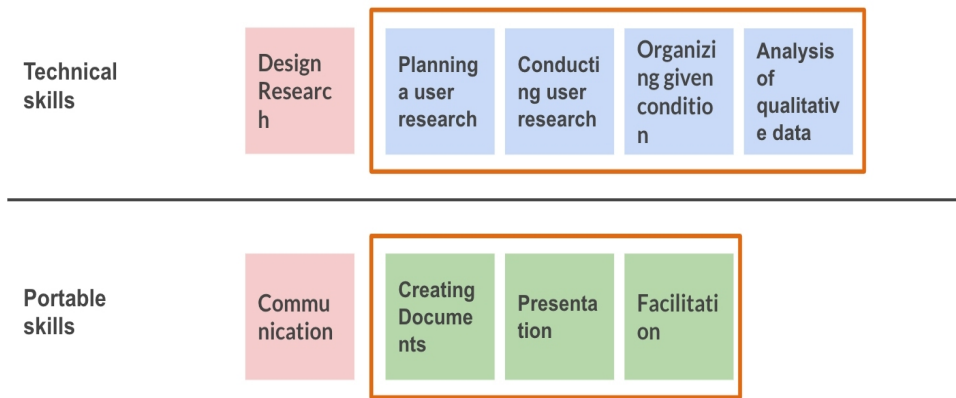 Technical
skills
Design
Researc
h
Planning
a user
research
Conducti
ng user
research
Organizi
ng given
conditio
n
Analysis
of
qualitativ
e data
Portable
skills
Commu
nication
Creating
Docume
nts
Presenta
tion
Facilitati
on